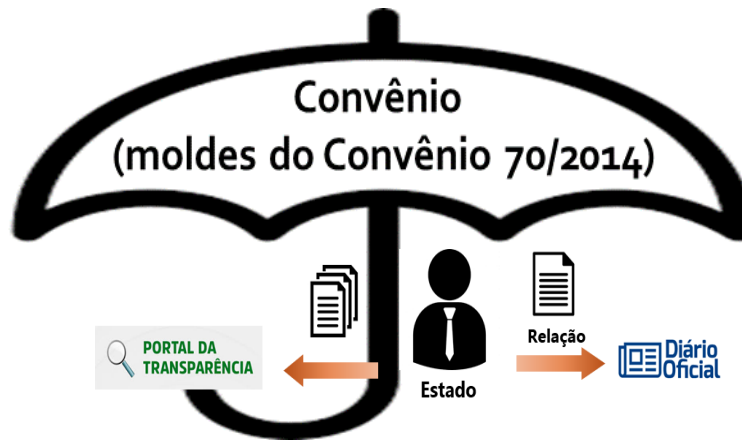 Convênio
(moldes do Convênio 70/2014)
Relação
PORTAL DA
TRANSPARÊNCIA
Diário
Oficial
Estado